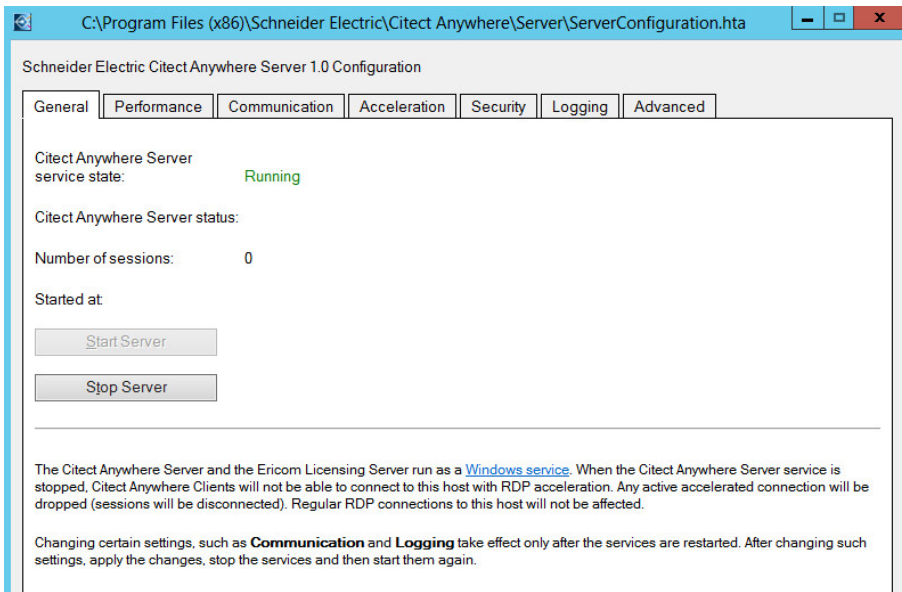 C:\Program Files (x86)\Schneider Electric\Citect Anywhere\Server\ServerConfiguration.hta
Schneider Electric Citect Anywhere Server 1.0 Configuration
General Performance Communication Acceleration Security Logging Advanced
Citect Anywhere Server
service state: Running
Citect Anywhere Server status:
Number of sessions: 0
Started at:
Start Server
Stop Server
The Citect Anywhere Server and the Ericom Licensing Server run as a Windows service. When the Citect Anywhere Server service is
stopped, Citect Anywhere Clients will not be able to connect to this host with RDP acceleration. Any active accelerated connection will be
dropped (sessions will be disconnected). Regular RDP connections to this host will not be affected.
Changing certain settings, such as Communication and Logging take effect only after the services are restarted. After changing such
settings, apply the changes, stop the services and then start them again.